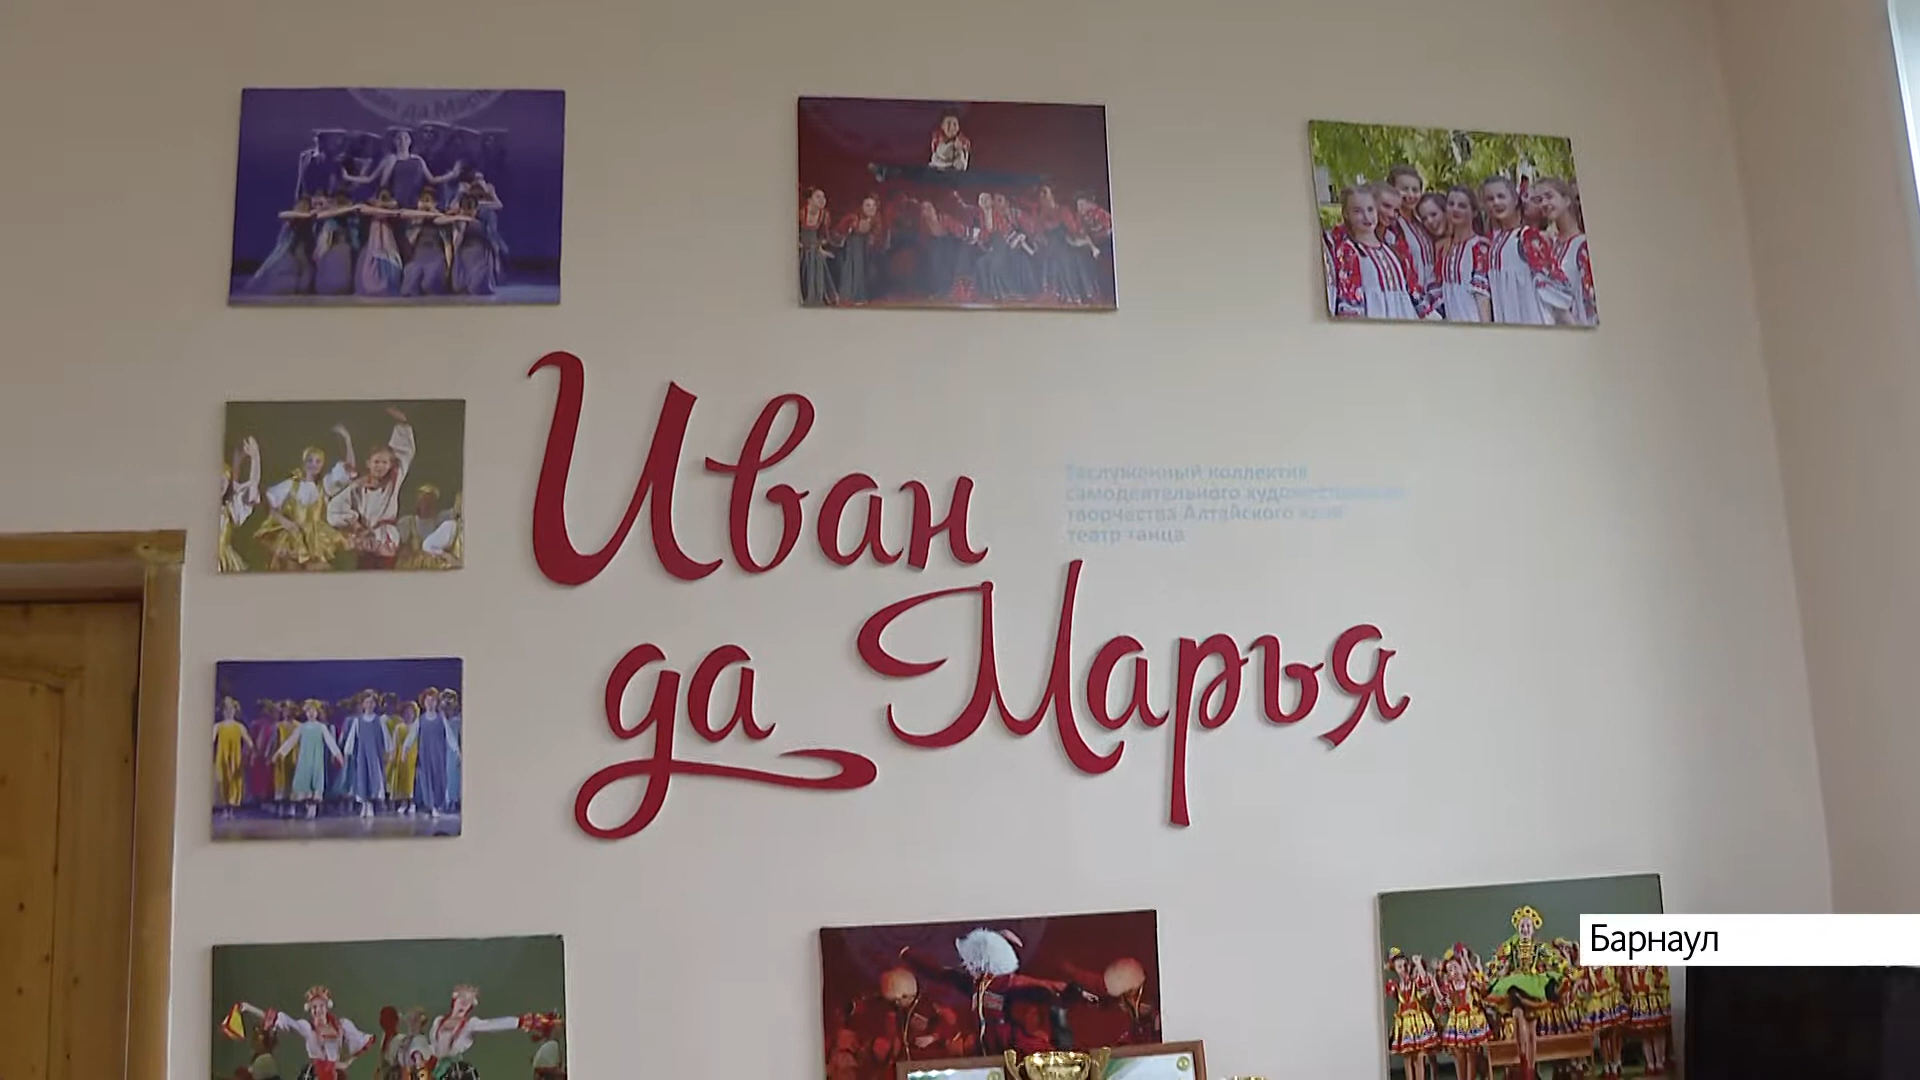 Иван
да Марья
Заслуженный коллектив
самодеятельного художественного
творчества Алтайского края
театр танца
Барнаул